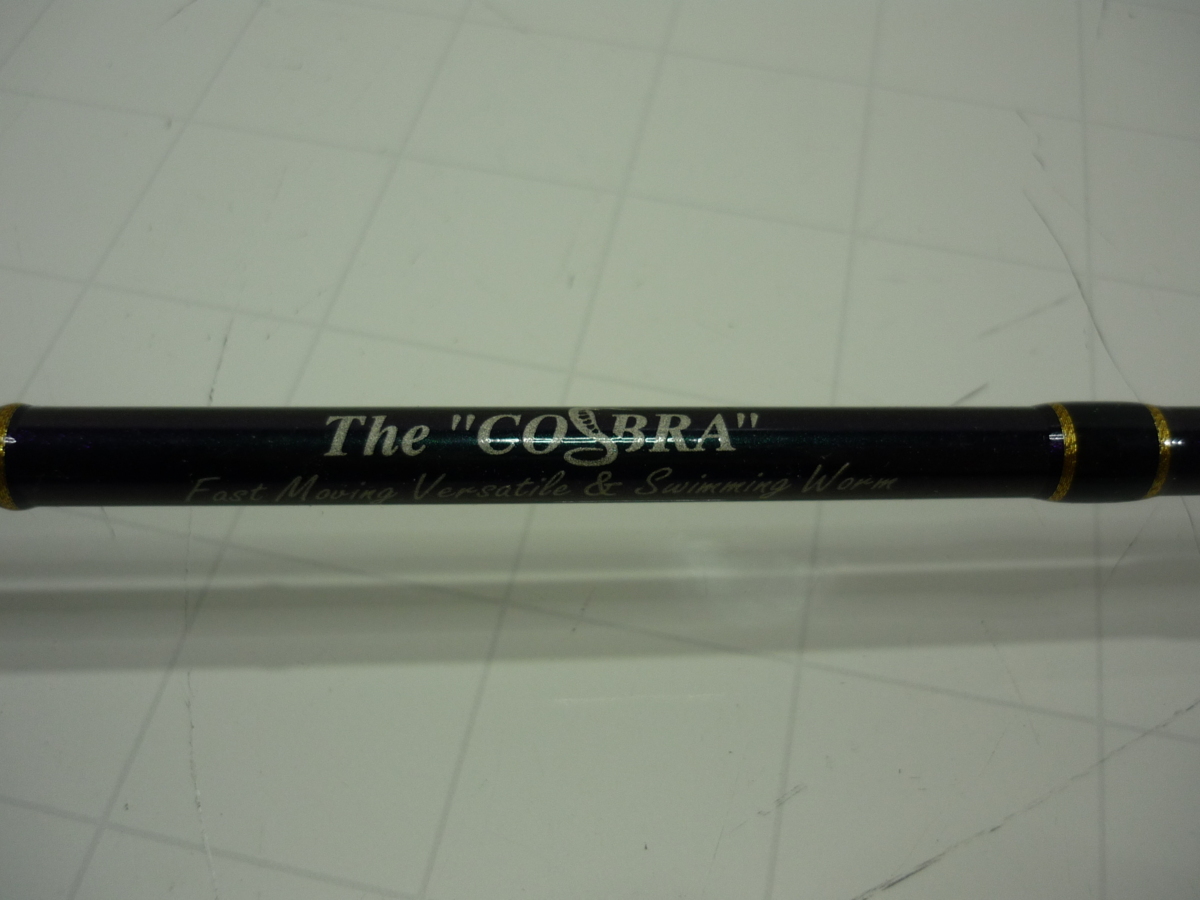 The "COBRA"
Fast Moving Versatile & Swimming Worm